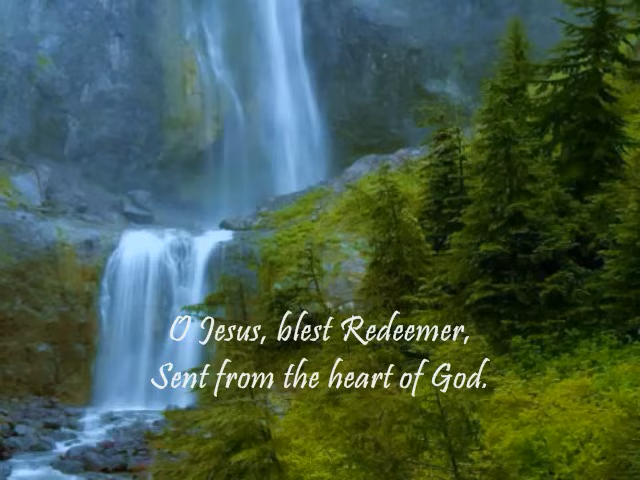 O Jesus, blest Redeemer,
Sent from the heart of God.